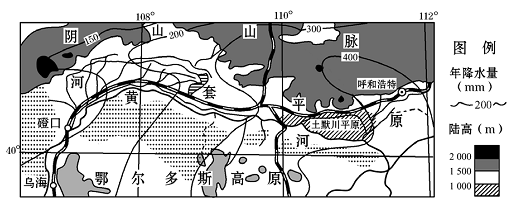 108°
110°
112°
阴 山 山 脉
150
200
300
400
呼和浩特
河 套 平 原
黄
河
土默川平原
磴口
40°
乌海
鄂 尔 多 斯 高 原
图 例
年降水量
(mm)
200
陆高(m)
2 000
1 500
1 000